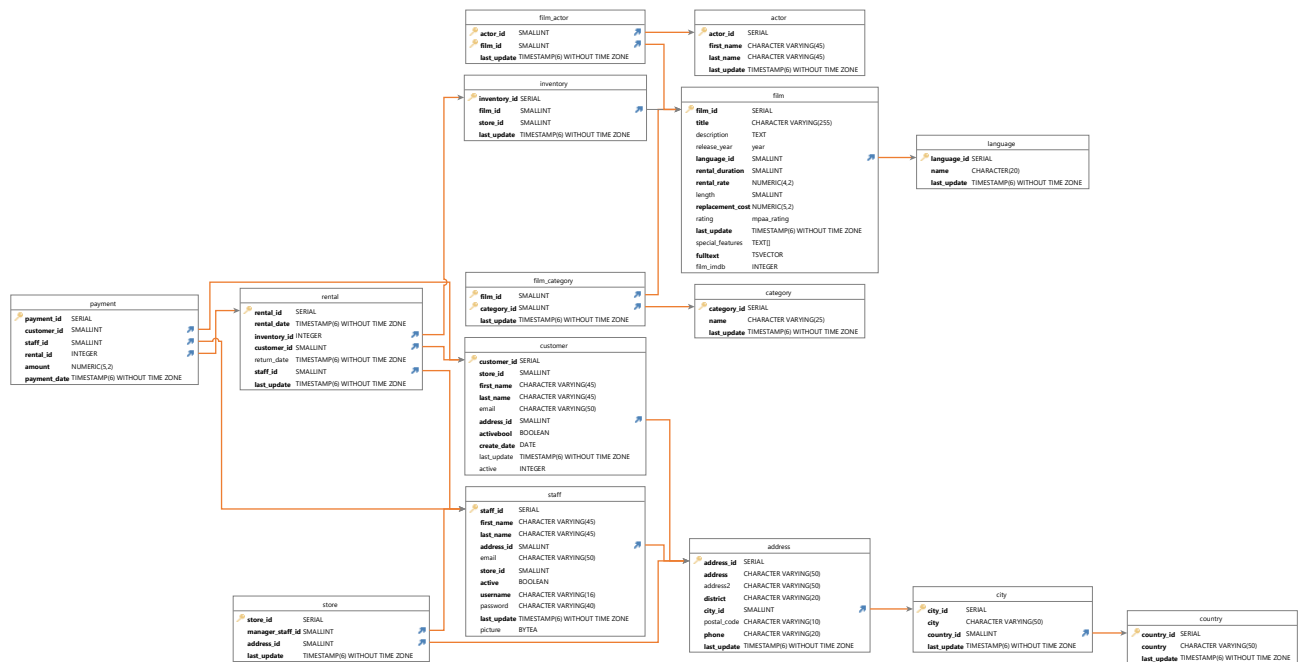 film_actor
actor_id SMALLINT
film_id SMALLINT
last_update TIMESTAMP(6) WITHOUT TIME ZONE
actor
actor_id SERIAL
first_name CHARACTER VARYING(45)
last_name CHARACTER VARYING(45)
last_update TIMESTAMP(6) WITHOUT TIME ZONE
inventory
inventory_id SERIAL
film_id SMALLINT
store_id SMALLINT
last_update TIMESTAMP(6) WITHOUT TIME ZONE
film
film_id SERIAL
title CHARACTER VARYING(255)
description TEXT
release_year year
language_id SMALLINT
rental_duration SMALLINT
rental_rate NUMERIC(4,2)
length SMALLINT
replacement_cost NUMERIC(5,2)
rating mpaa_rating
last_update TIMESTAMP(6) WITHOUT TIME ZONE
special_features TEXT[]
fulltext TSVECTOR
film_imdb INTEGER
language
language_id SERIAL
name CHARACTER(20)
last_update TIMESTAMP(6) WITHOUT TIME ZONE
film_category
film_id SMALLINT
category_id SMALLINT
last_update TIMESTAMP(6) WITHOUT TIME ZONE
category
category_id SERIAL
name CHARACTER VARYING(25)
last_update TIMESTAMP(6) WITHOUT TIME ZONE
payment
payment_id SERIAL
customer_id SMALLINT
staff_id SMALLINT
rental_id INTEGER
amount NUMERIC(5,2)
payment_date TIMESTAMP(6) WITHOUT TIME ZONE
rental
rental_id SERIAL
rental_date TIMESTAMP(6) WITHOUT TIME ZONE
inventory_id INTEGER
customer_id SMALLINT
return_date TIMESTAMP(6) WITHOUT TIME ZONE
staff_id SMALLINT
last_update TIMESTAMP(6) WITHOUT TIME ZONE
customer
customer_id SERIAL
store_id SMALLINT
first_name CHARACTER VARYING(45)
last_name CHARACTER VARYING(45)
email CHARACTER VARYING(50)
address_id SMALLINT
activebool BOOLEAN
create_date DATE
last_update TIMESTAMP(6) WITHOUT TIME ZONE
active INTEGER
staff
staff_id SERIAL
first_name CHARACTER VARYING(45)
last_name CHARACTER VARYING(45)
address_id SMALLINT
email CHARACTER VARYING(50)
store_id SMALLINT
active BOOLEAN
username CHARACTER VARYING(16)
password CHARACTER VARYING(40)
last_update TIMESTAMP(6) WITHOUT TIME ZONE
picture BYTEA
store
store_id SERIAL
manager_staff_id SMALLINT
address_id SMALLINT
last_update TIMESTAMP(6) WITHOUT TIME ZONE
address
address_id SERIAL
address CHARACTER VARYING(50)
address2 CHARACTER VARYING(50)
district CHARACTER VARYING(20)
city_id SMALLINT
postal_code CHARACTER VARYING(10)
phone CHARACTER VARYING(20)
last_update TIMESTAMP(6) WITHOUT TIME ZONE
city
city_id SERIAL
city CHARACTER VARYING(50)
country_id SMALLINT
last_update TIMESTAMP(6) WITHOUT TIME ZONE
country
country_id SERIAL
country CHARACTER VARYING(50)
last_update TIMESTAMP(6) WITHOUT TIME ZONE